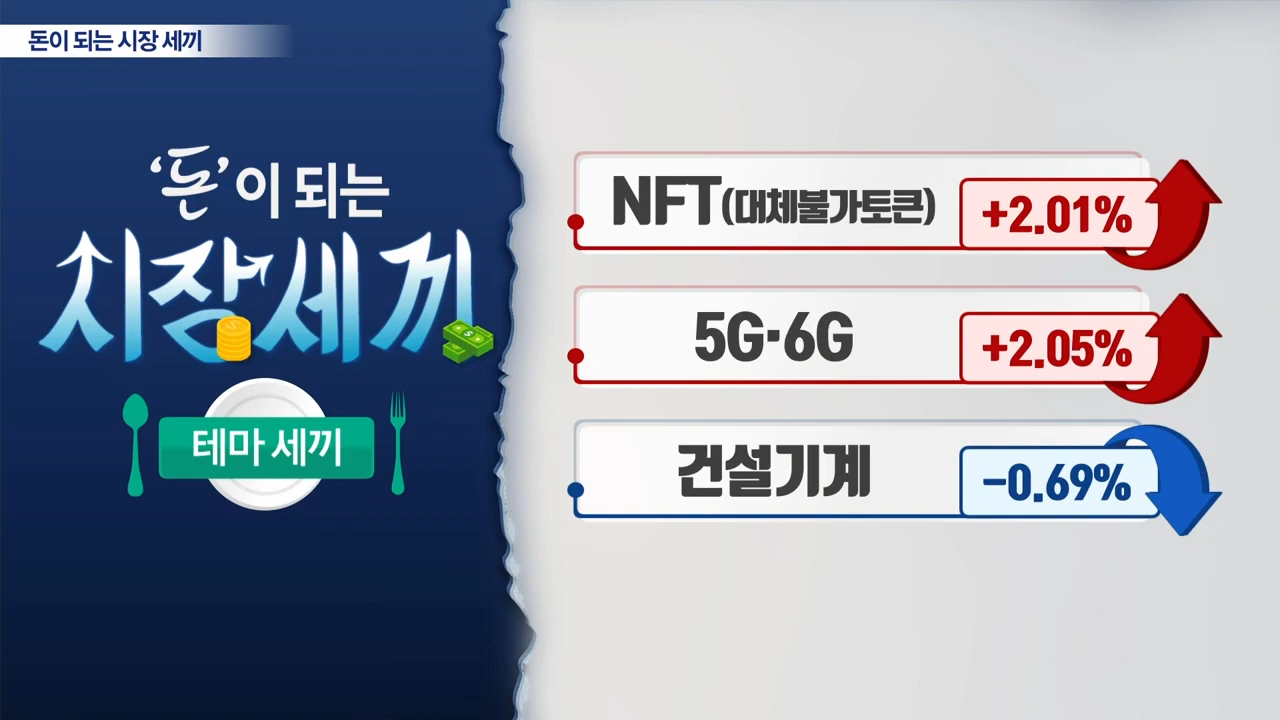 돈이 되는 시장 세끼
‘돈’이 되는
시장세끼
테마 세끼
NFT(대체불가토큰)
+2.01%
5G·6G
+2.05%
건설기계
-0.69%